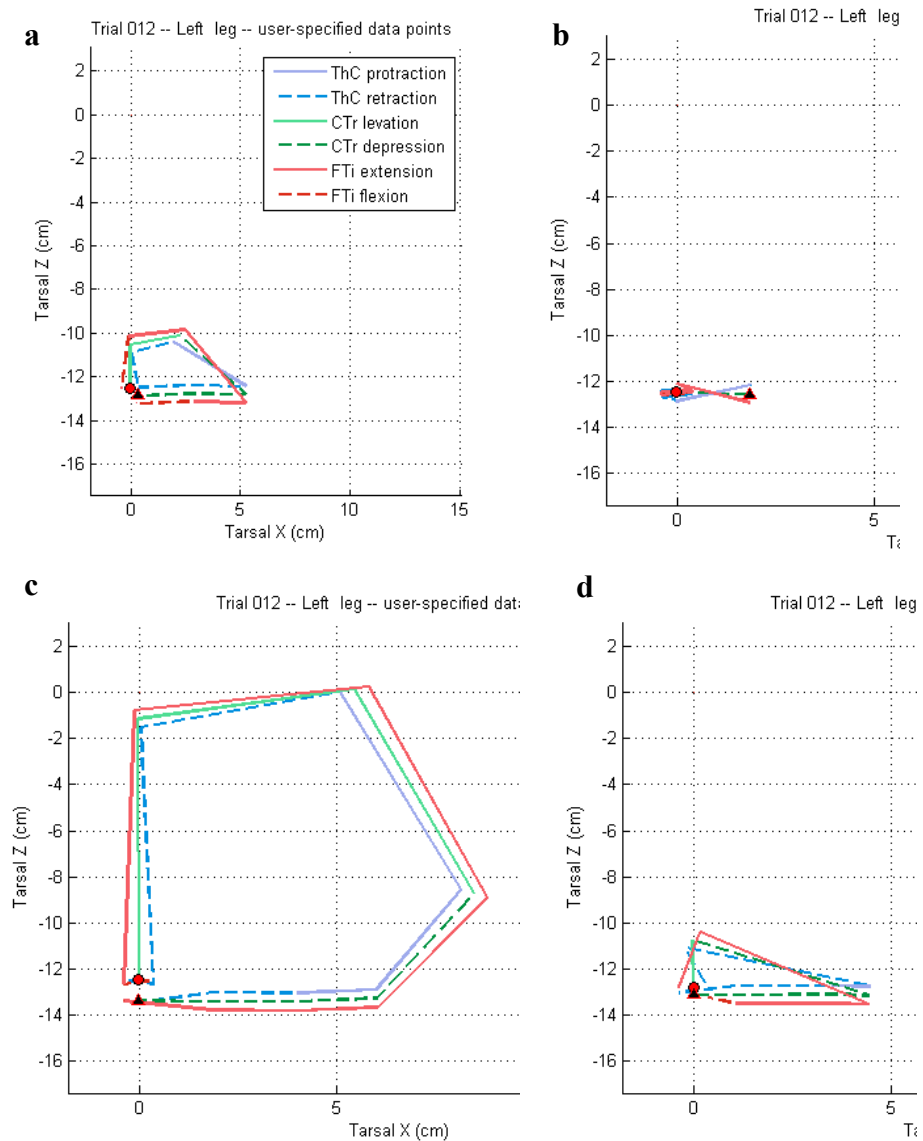 a
Trial 012 -- Left leg -- user-specified data points
2
0
-2
-4
-6
-8
-10
-12
-14
-16
0
5
10
15
Tarsal X (cm)
Tarsal Z (cm)
ThC protraction
ThC retraction
CTr levation
CTr depression
FTi extension
FTi flexion
b
Trial 012 -- Left leg
2
0
-2
-4
-6
-8
-10
-12
-14
-16
0
5
Ta
Tarsal Z (cm)
c
Trial 012 -- Left leg -- user-specified data
2
0
-2
-4
-6
-8
-10
-12
-14
-16
0
5
Tarsal X (cm)
Tarsal Z (cm)
d
Trial 012 -- Left leg
2
0
-2
-4
-6
-8
-10
-12
-14
-16
0
5
Ta
Tarsal Z (cm)